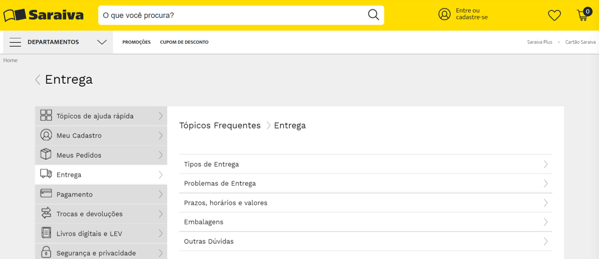 Saraiva
O que você procura?
Entre ou
cadastre-se
0
DEPARTAMENTOS
PROMOÇÕES
CUPOM DE DESCONTO
Saraiva Plus
Cartão Saraiva
Home
Entrega
Tópicos de ajuda rápida
Meu Cadastro
Meus Pedidos
Entrega
Pagamento
Trocas e devoluções
Livros digitais e LEV
Segurança e privacidade
Tópicos Frequentes
Entrega
Tipos de Entrega
Problemas de Entrega
Prazos, horários e valores
Embalagens
Outras Dúvidas